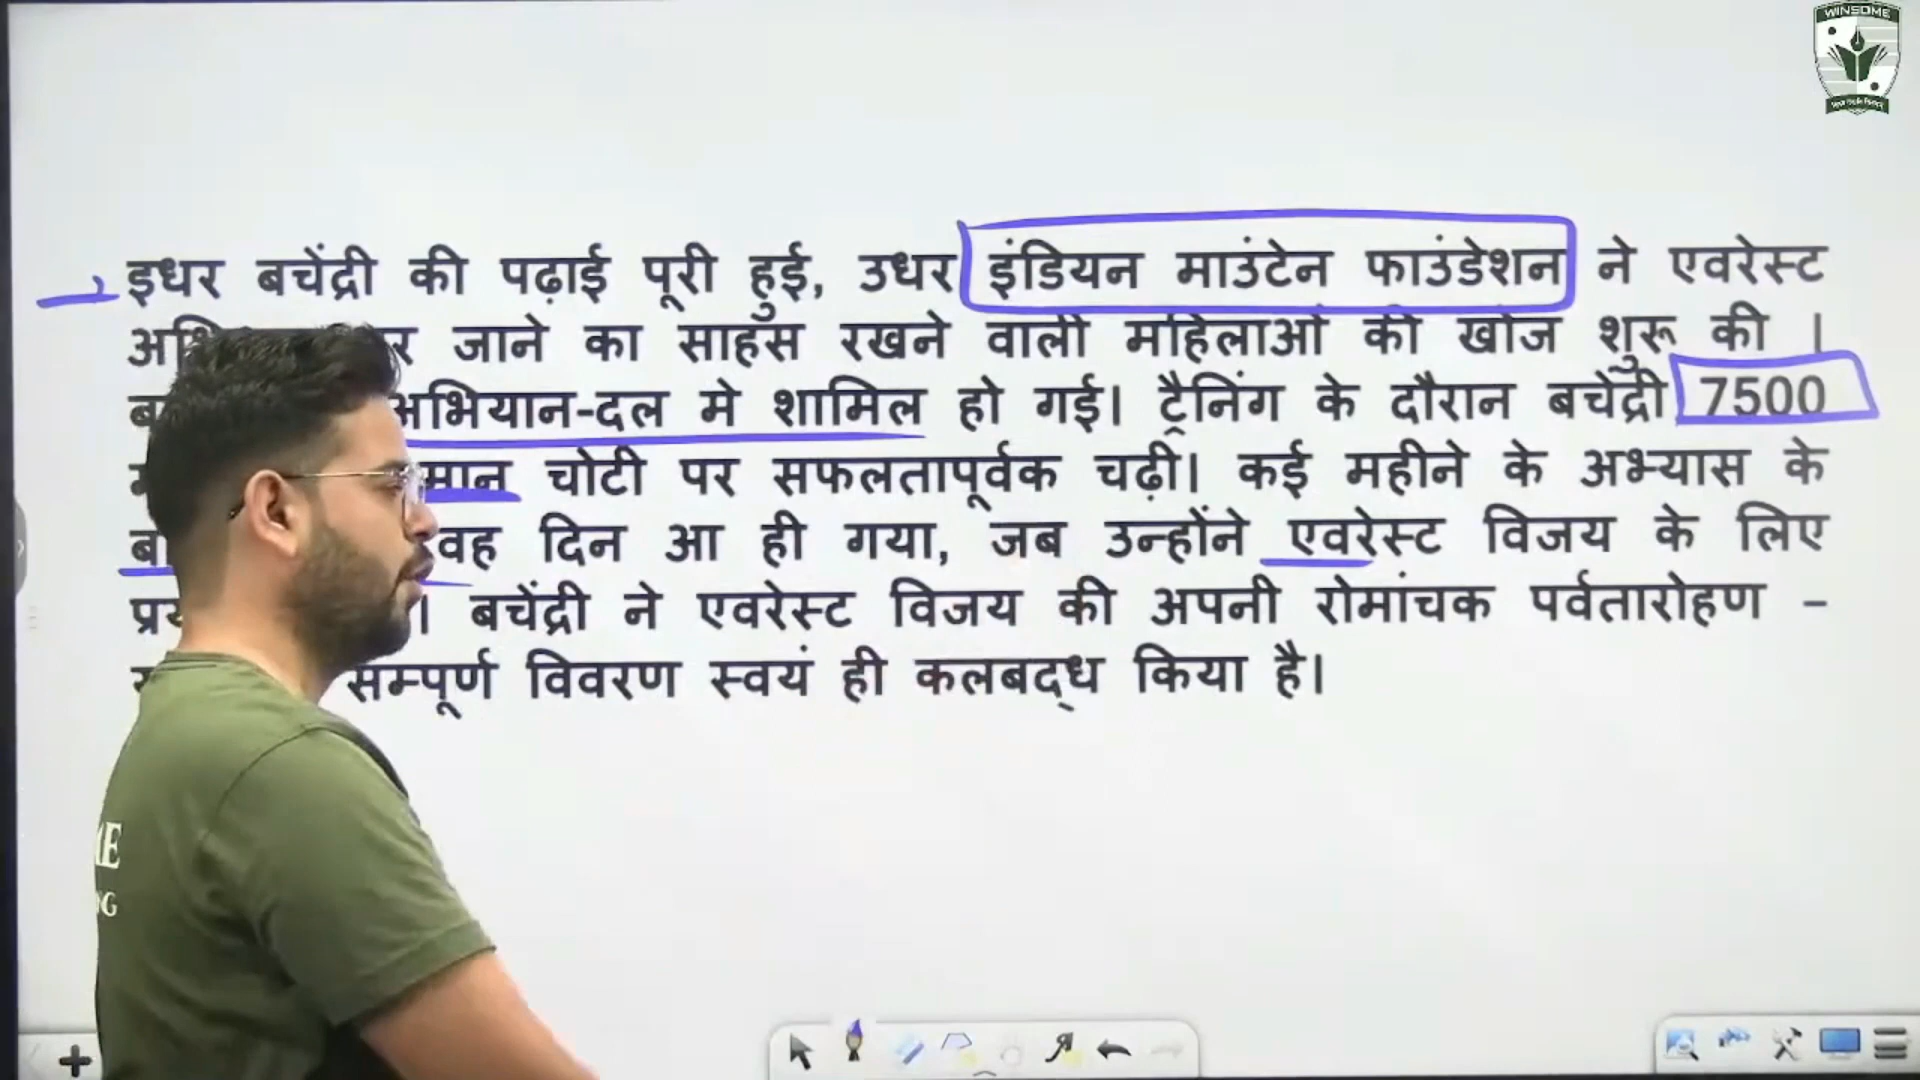 WINSOME
इधर बचेंद्री की पढ़ाई पूरी हुई, उधर इंडियन माउंटेन फाउंडेशन ने एवरेस्ट
जाने का साहस रखने वाली महिलाओं की खोज शुरू की ।
अभियान-दल मे शामिल हो गई। ट्रैनिंग के दौरान बचेंद्री 7500
मान चोटी पर सफलतापूर्वक चढ़ी। कई महीने के अभ्यास के
वह दिन आ ही गया, जब उन्होंने एवरेस्ट विजय के लिए
। बचेंद्री ने एवरेस्ट विजय की अपनी रोमांचक पर्वतारोहण –
सम्पूर्ण विवरण स्वयं ही कलबद्ध किया है।